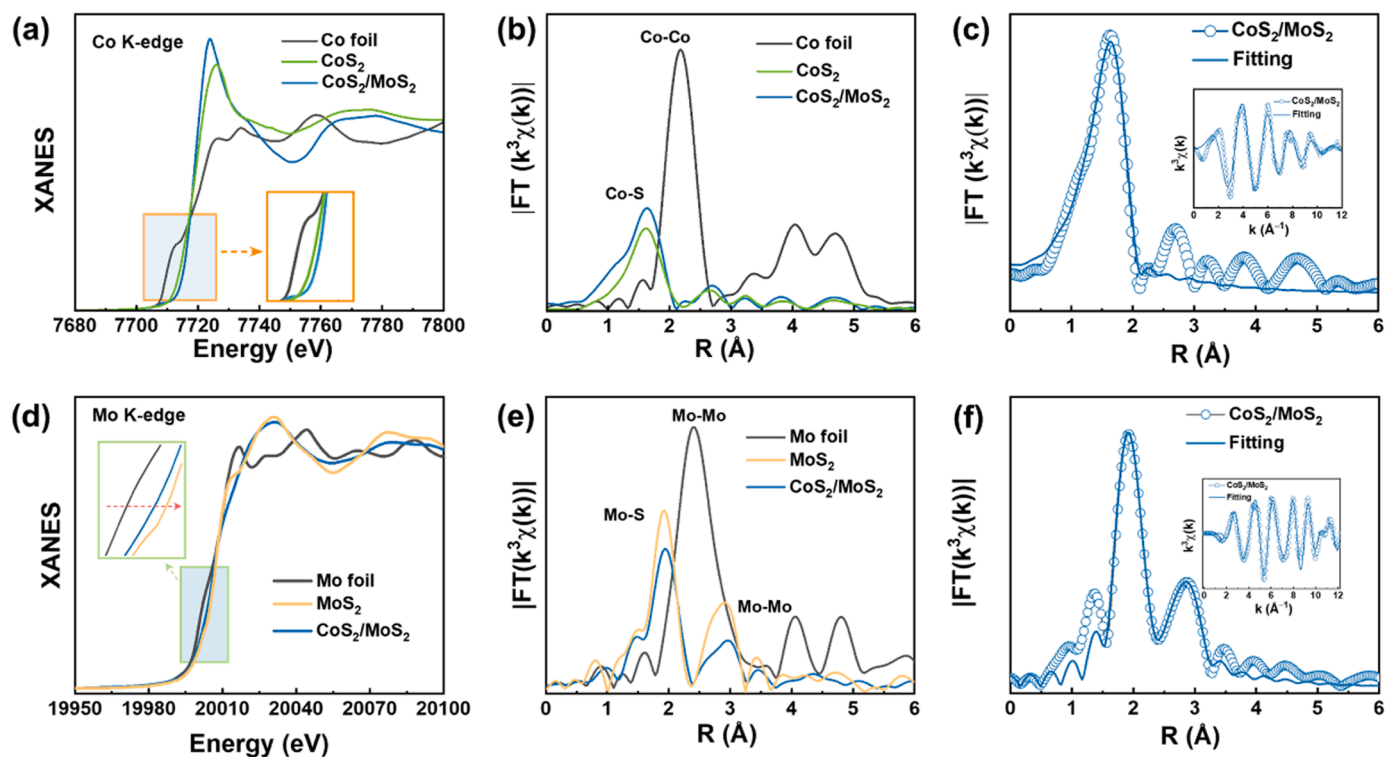 (a)
Co K-edge
Co foil
CoS₂
CoS₂/MoS₂
XANES
7680 7700 7720 7740 7760 7780 7800
Energy (eV)
(b)
Co-Co
Co foil
CoS₂
CoS₂/MoS₂
Co-S
|FT (k³χ(k))|
0 1 2 3 4 5 6
R (Å)
(c)
CoS₂/MoS₂
Fitting
|FT (k³χ(k))|
CoS₂/MoS₂
Fitting
k³χ(k)
0 2 4 6 8 10 12
k (Å⁻¹)
0 1 2 3 4 5 6
R (Å)
(d)
Mo K-edge
Mo foil
MoS₂
CoS₂/MoS₂
XANES
19950 19980 20010 20040 20070 20100
Energy (eV)
(e)
Mo-Mo
Mo foil
MoS₂
CoS₂/MoS₂
Mo-S
Mo-Mo
|FT(k³χ(k))|
0 1 2 3 4 5 6
R (Å)
(f)
CoS₂/MoS₂
Fitting
|FT(k³χ(k))|
CoS₂/MoS₂
Fitting
k³χ(k)
0 2 4 6 8 10 12
k (Å⁻¹)
0 1 2 3 4 5 6
R (Å)